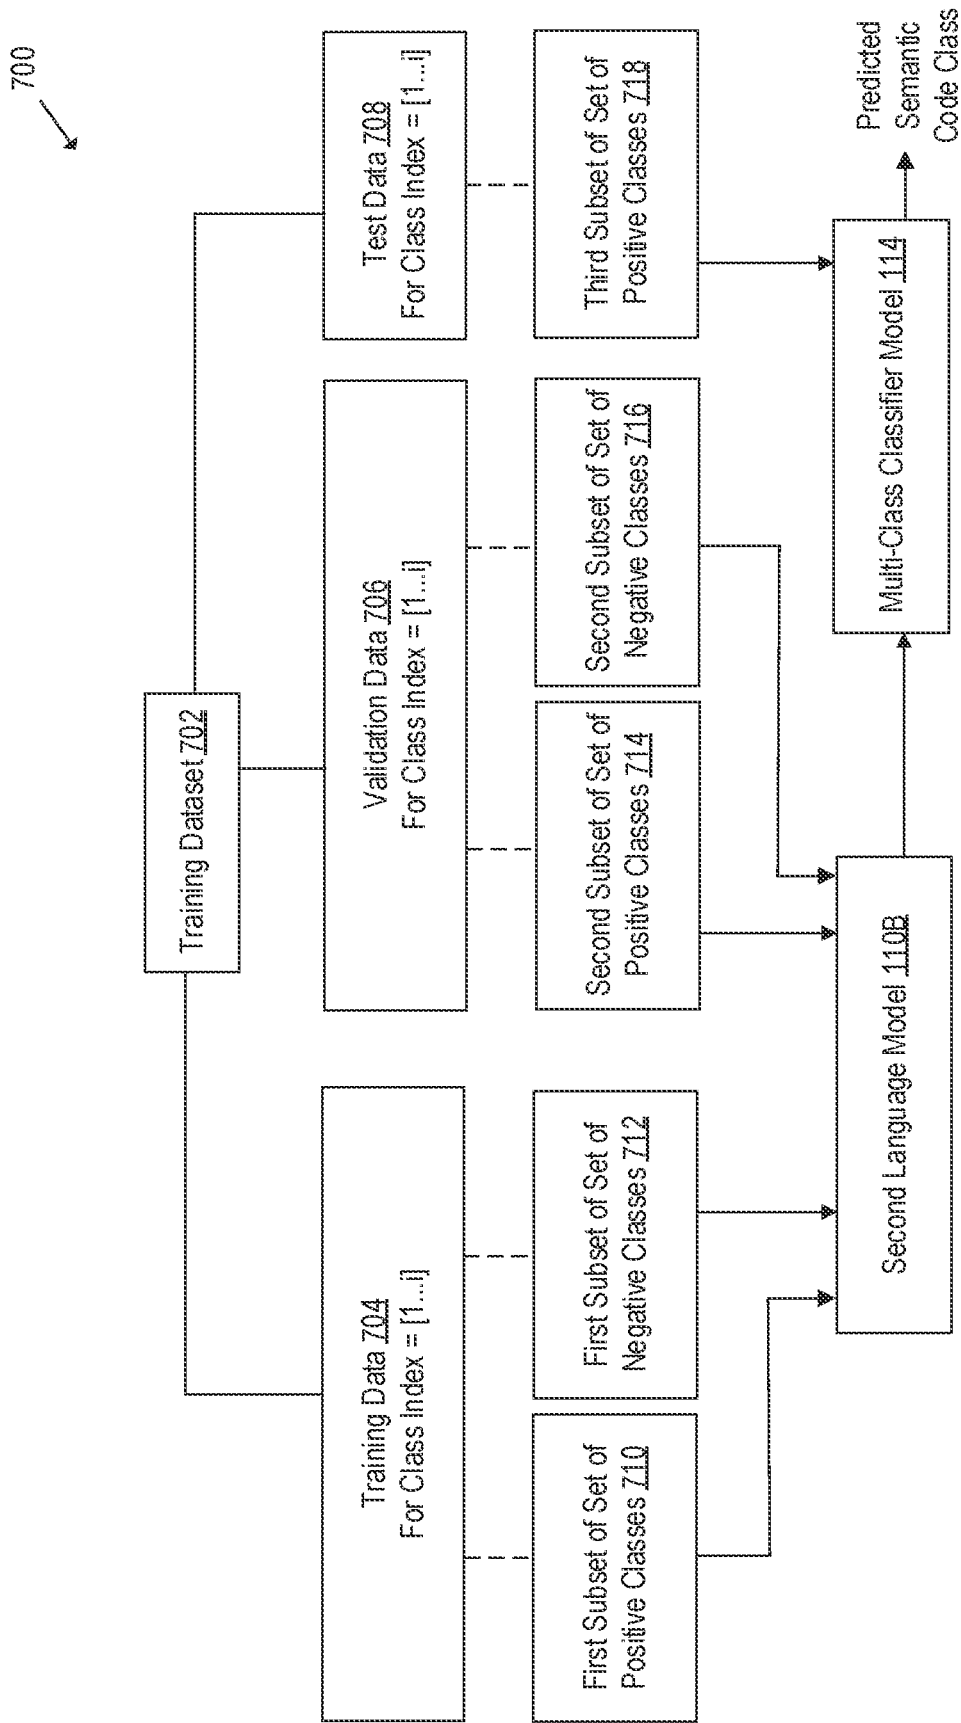 700
Training Dataset 702
Training Data 704
For Class Index = [1...i]
Validation Data 706
For Class Index = [1...i]
Test Data 708
For Class Index = [1...i]
First Subset of Set of
Positive Classes 710
First Subset of Set of
Negative Classes 712
Second Subset of Set of
Positive Classes 714
Second Subset of Set of
Negative Classes 716
Third Subset of Set of
Positive Classes 718
Second Language Model 110B
Multi-Class Classifier Model 114
Predicted
Semantic
Code Class